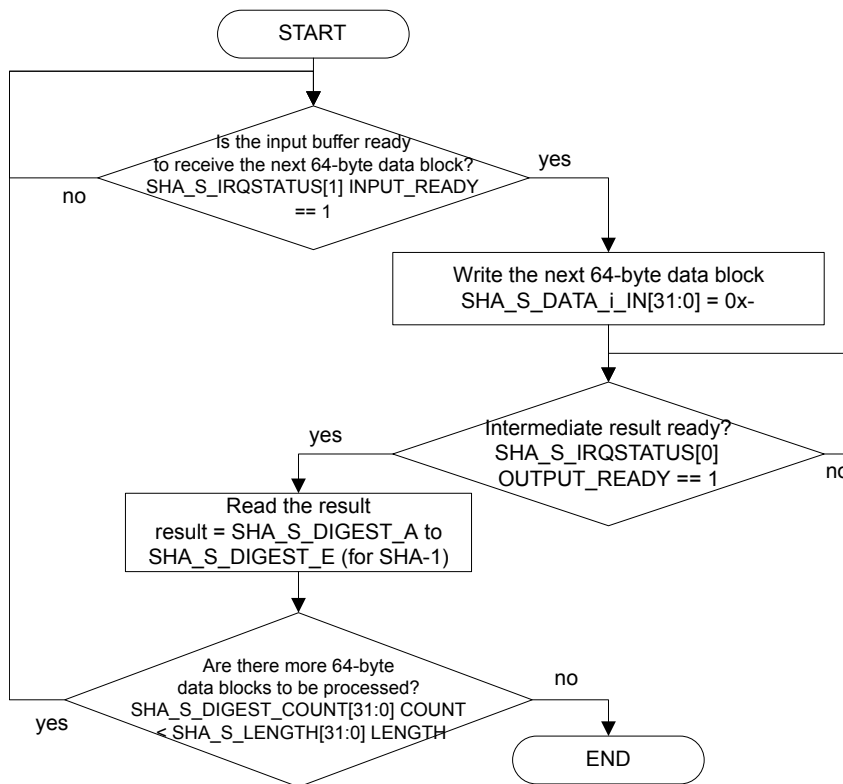 START
Is the input buffer ready
to receive the next 64-byte data block?
SHA_S_IRQSTATUS[1] INPUT_READY
== 1
yes
no
Write the next 64-byte data block
SHA_S_DATA_i_IN[31:0] = 0x-
Intermediate result ready?
SHA_S_IRQSTATUS[0]
OUTPUT_READY == 1
yes
no
Read the result
result = SHA_S_DIGEST_A to
SHA_S_DIGEST_E (for SHA-1)
Are there more 64-byte
data blocks to be processed?
SHA_S_DIGEST_COUNT[31:0] COUNT
< SHA_S_LENGTH[31:0] LENGTH
no
yes
END